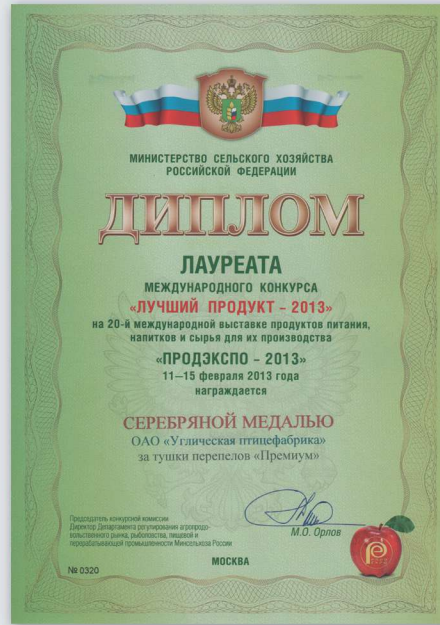 МИНИСТЕРСТВО СЕЛЬСКОГО ХОЗЯЙСТВА
РОССИЙСКОЙ ФЕДЕРАЦИИ
ДИПЛОМ
ЛАУРЕАТА
МЕЖДУНАРОДНОГО КОНКУРСА
«ЛУЧШИЙ ПРОДУКТ - 2013»
на 20-й международной выставке продуктов питания,
напитков и сырья для их производства
«ПРОДЭКСПО - 2013»
11—15 февраля 2013 года
награждается
СЕРЕБРЯНОЙ МЕДАЛЬЮ
ОАО «Угличская птицефабрика»
за тушки перепелов «Премиум»
Председатель конкурсной комиссии
Директор Департамента регулирования агропродо-
вольственного рынка, рыболовства, пищевой и
перерабатывающей промышленности Минсельхоза России
М.О. Орлов
МОСКВА
№ 0320